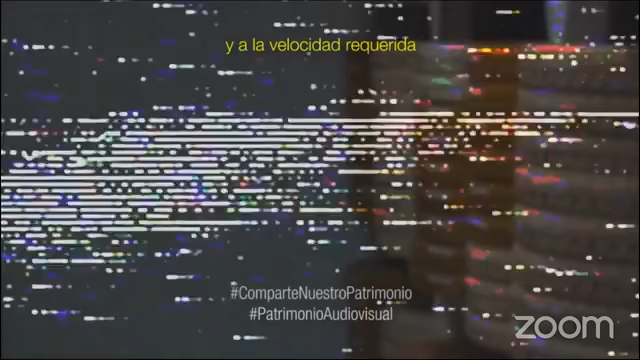 y a la velocidad requerida
#ComparteNuestroPatrimonio
#PatrimonioAudiovisual
zoom